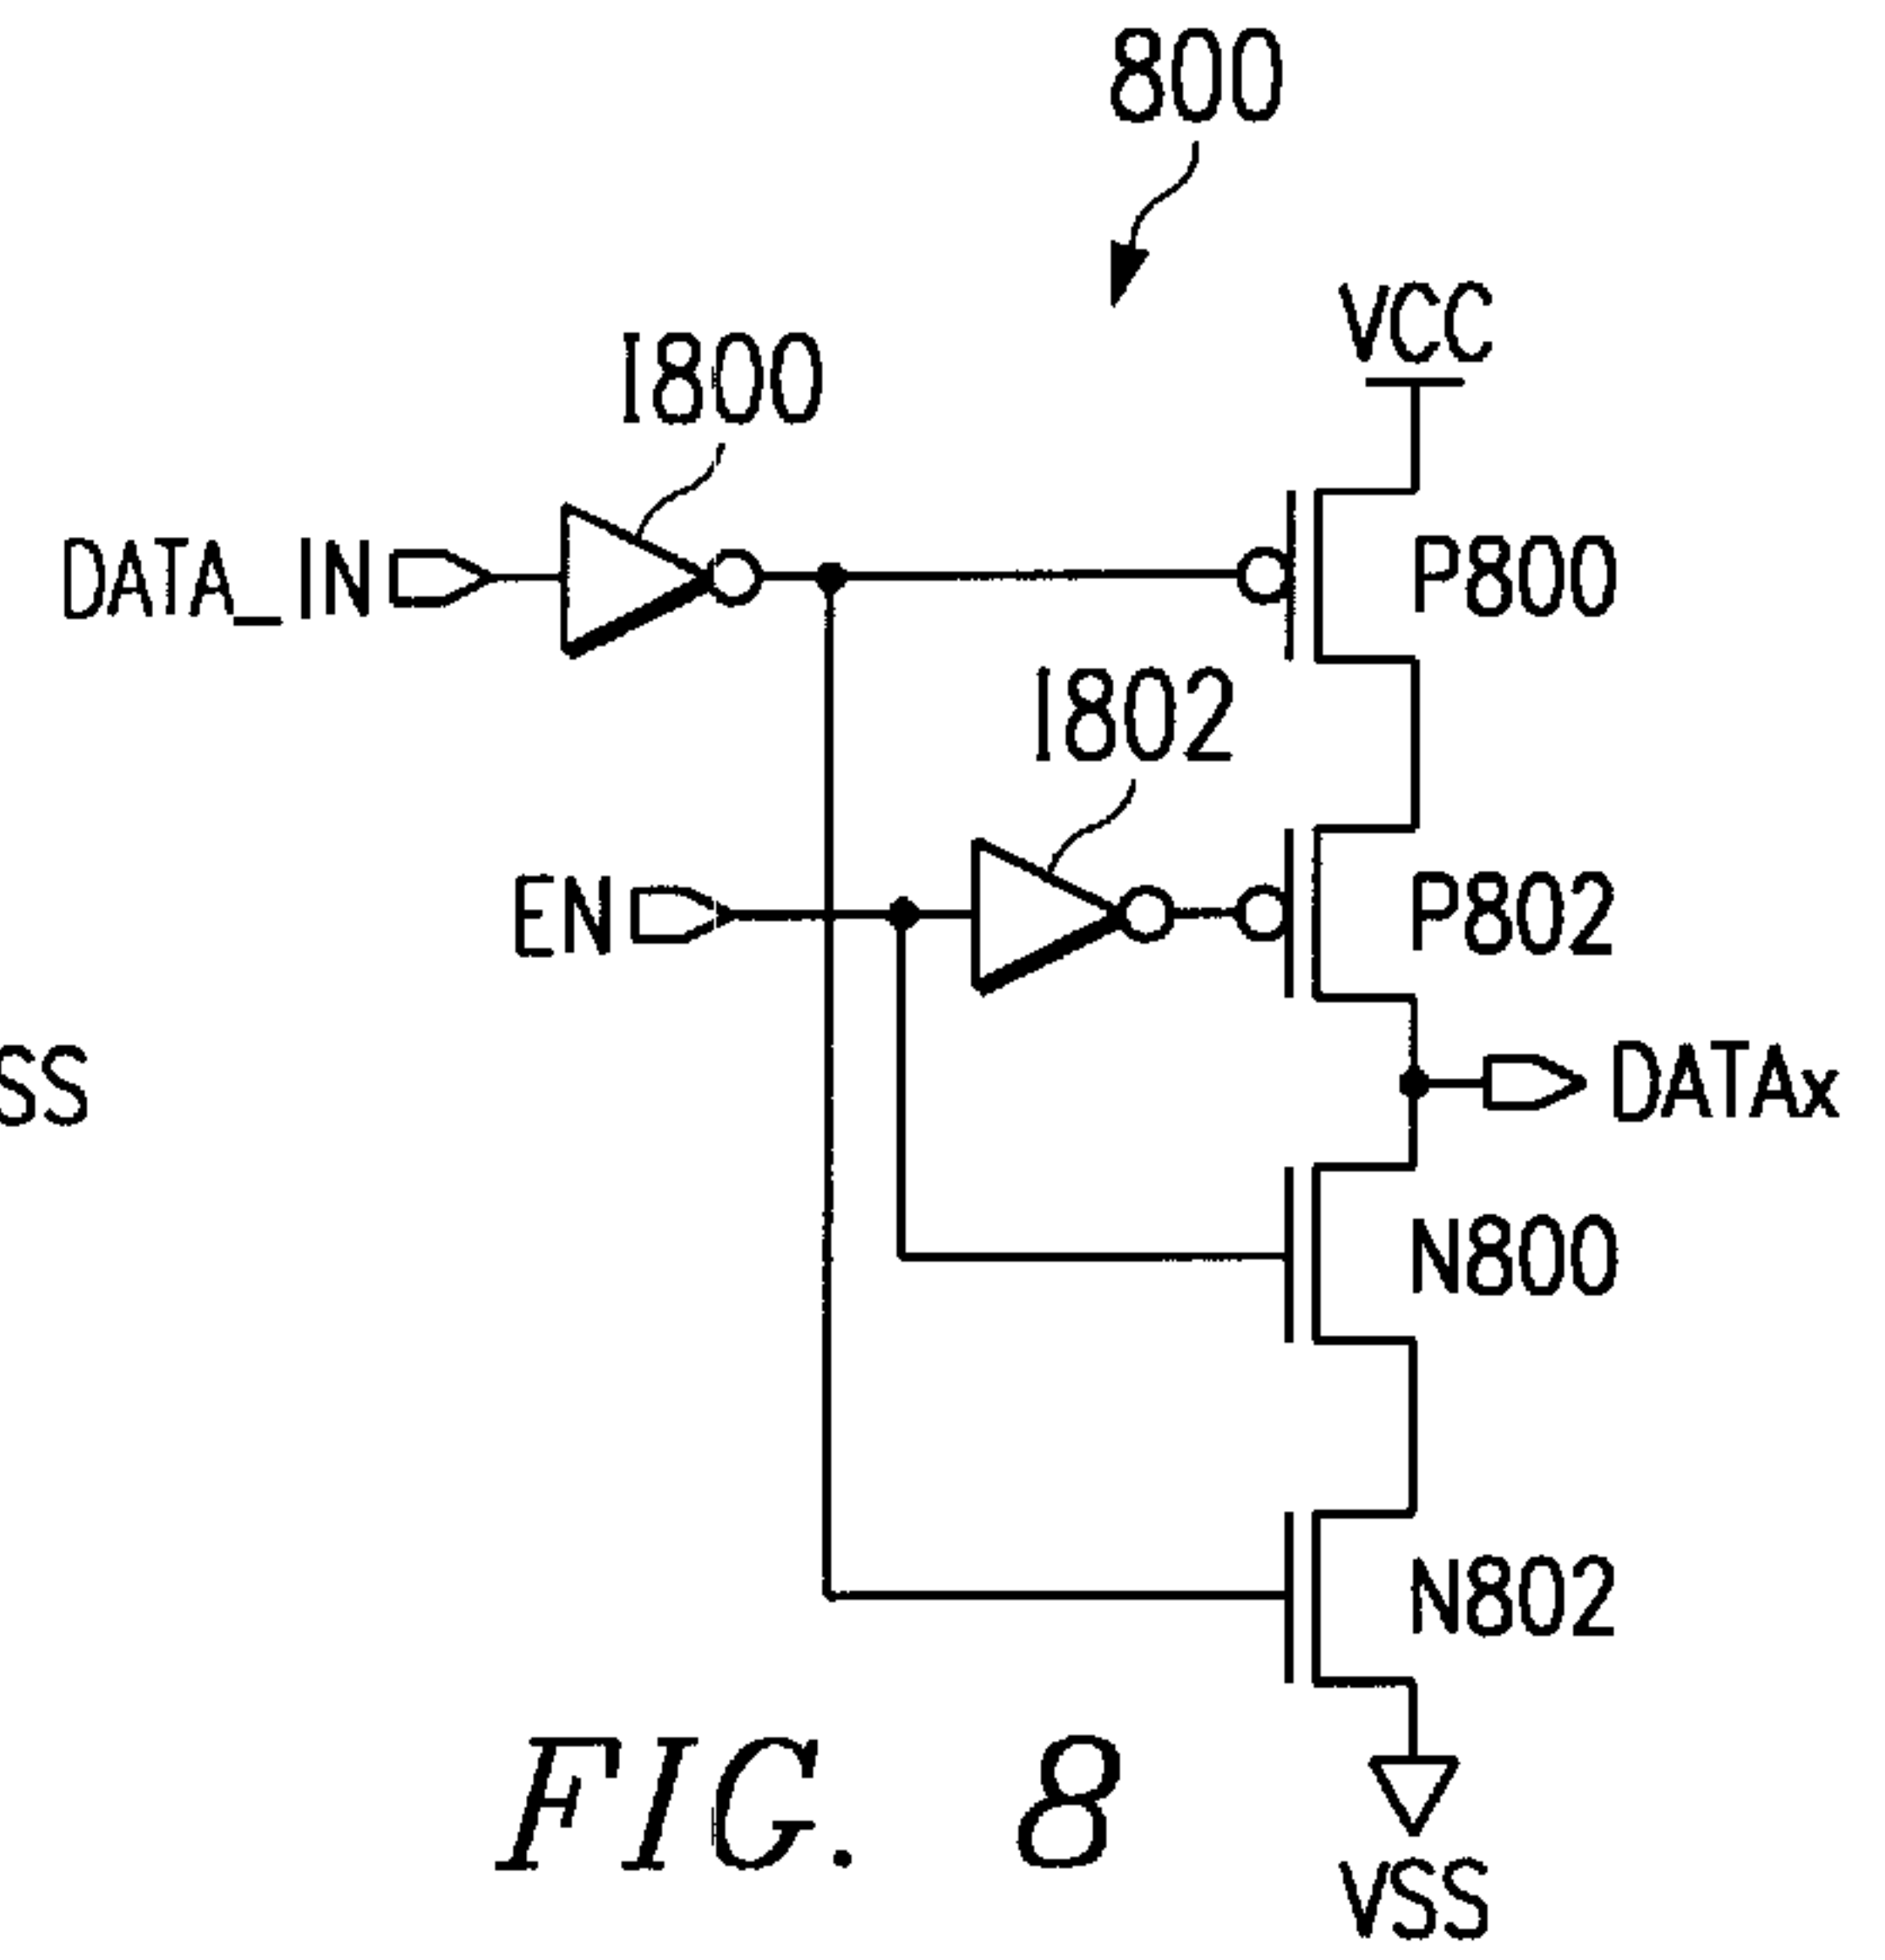 800
VCC
I800
DATA_IN
P800
I802
EN
P802
SS
DATAx
N800
N802
FIG. 8
VSS